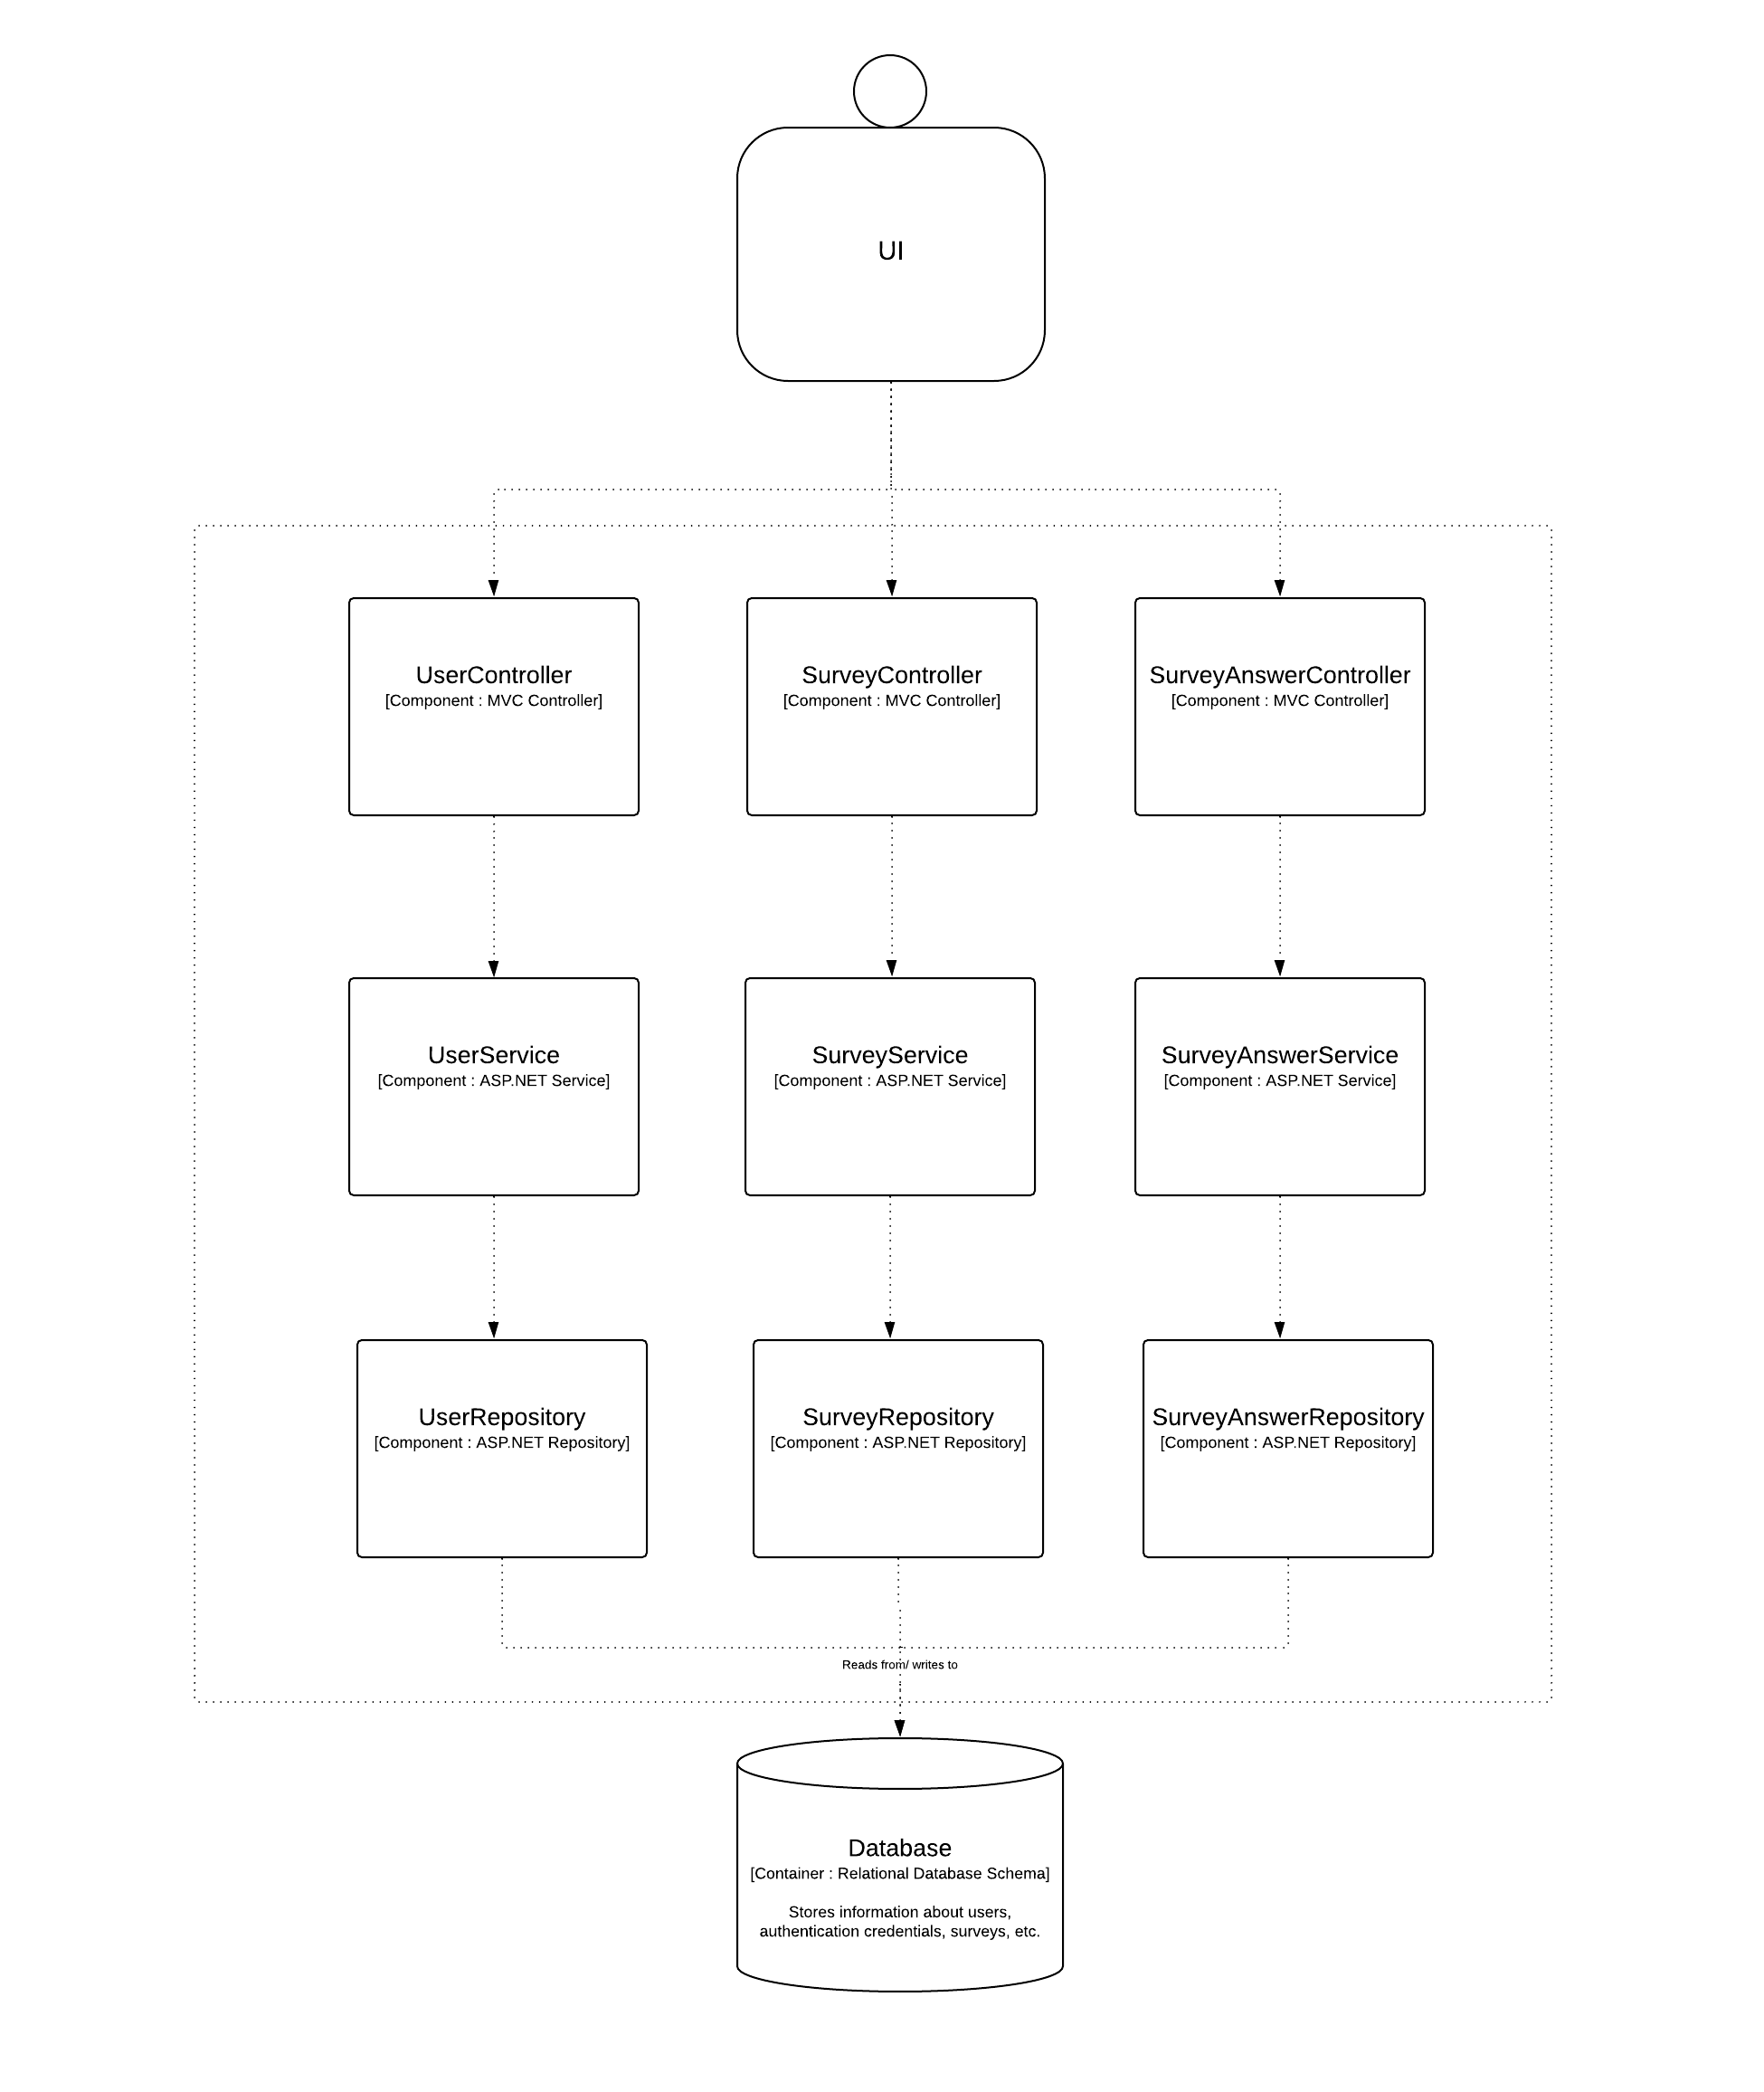 UI
UserController
[Component : MVC Controller]
SurveyController
[Component : MVC Controller]
SurveyAnswerController
[Component : MVC Controller]
UserService
[Component : ASP.NET Service]
SurveyService
[Component : ASP.NET Service]
SurveyAnswerService
[Component : ASP.NET Service]
UserRepository
[Component : ASP.NET Repository]
SurveyRepository
[Component : ASP.NET Repository]
SurveyAnswerRepository
[Component : ASP.NET Repository]
Reads from/ writes to
Database
[Container : Relational Database Schema]
Stores information about users,
authentication credentials, surveys, etc.